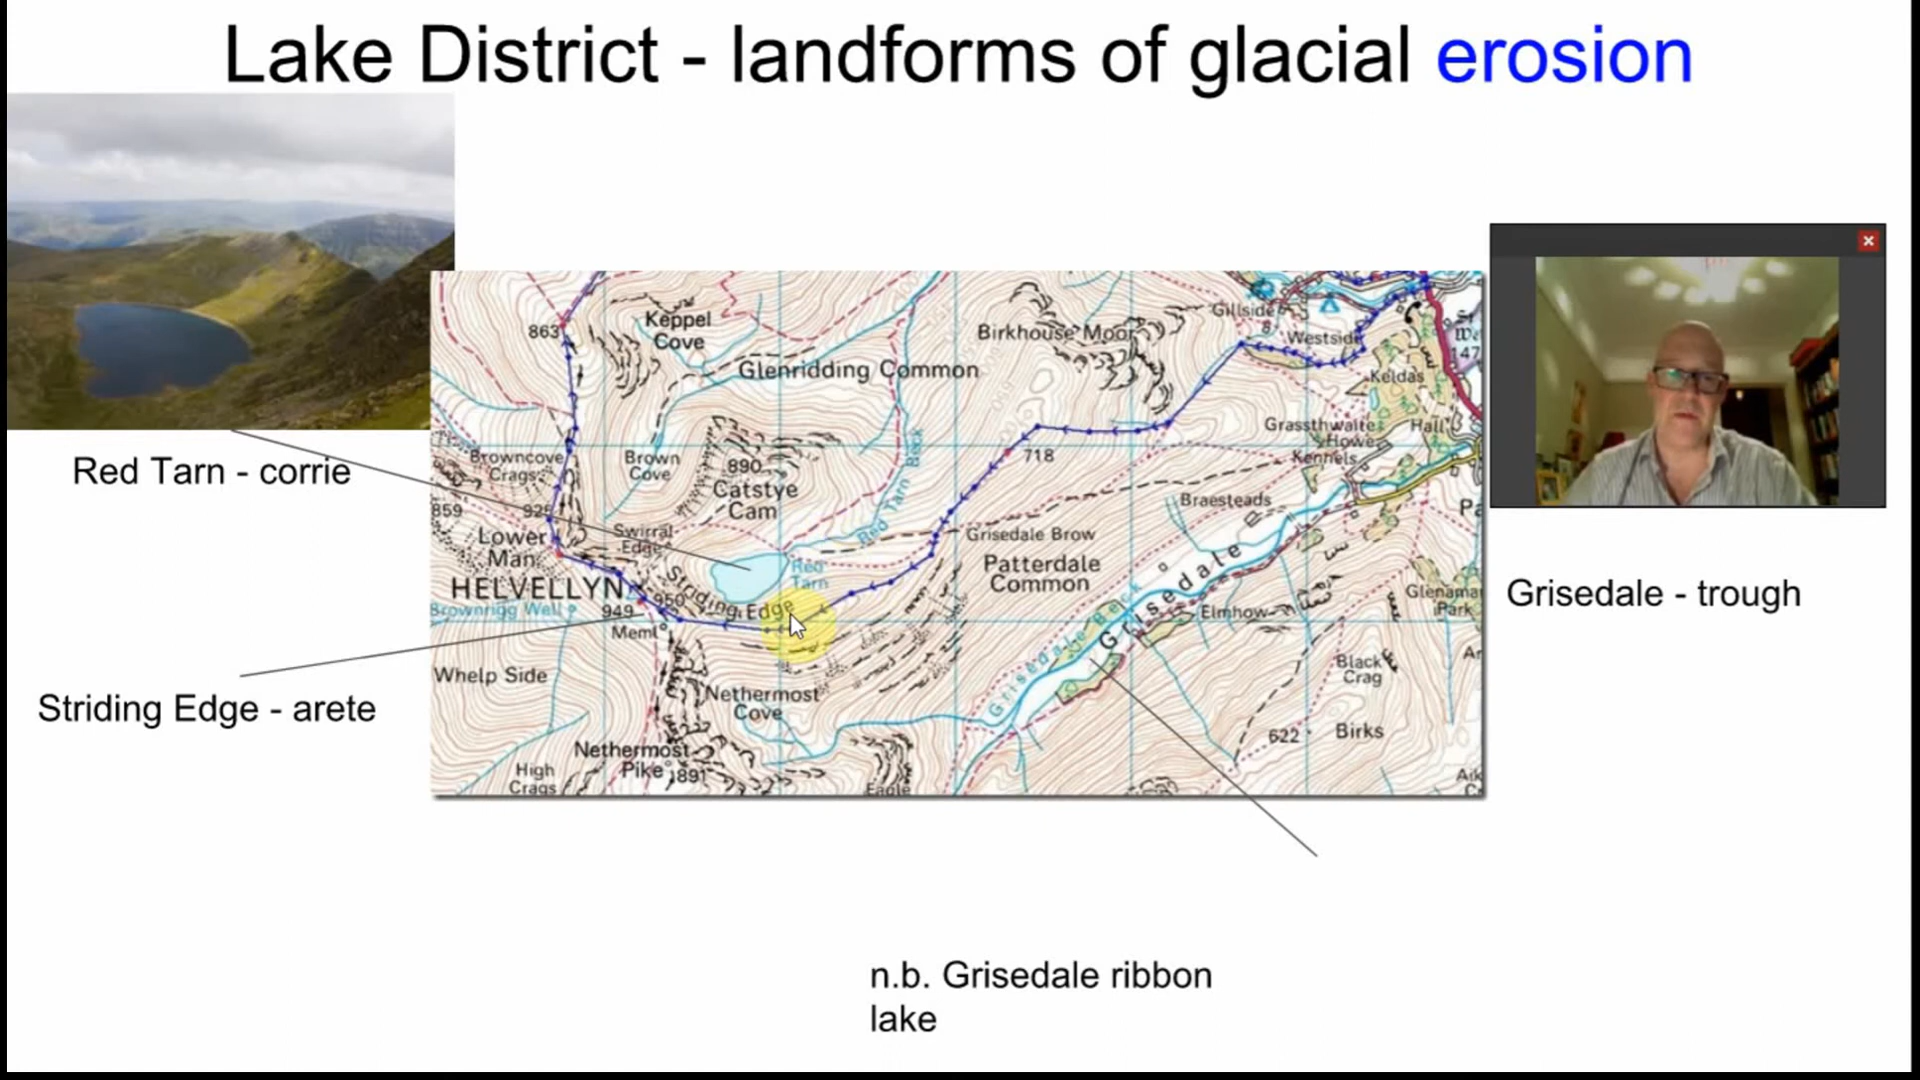 Lake District - landforms of glacial erosion
Red Tarn - corrie
Striding Edge - arete
Grisedale - trough
n.b. Grisedale ribbon
lake
863
Keppel
Cove
Glenridding Common
Birkhouse Moor
Gillside
Westside
147
Keldas
Grassthwaite
Howe
Hall
Kennels
718
Browncove
Crags
Brown
Cove
890
Catstye
Cam
Braesteads
859
925
Lower
Man
Swirral
Edge
Red Tarn Beck
Grisedale Brow
Patterdale
Common
HELVELLYN
Red
Tarn
Striding Edge
950
949
Brownrigg Well
Meml
Grisedale Beck
Grisedale
Elmhow
Glenamara
Park
Whelp Side
Nethermost
Cove
Black
Crag
622
Birks
Nethermost
Pike
891
High
Crags
Eagle